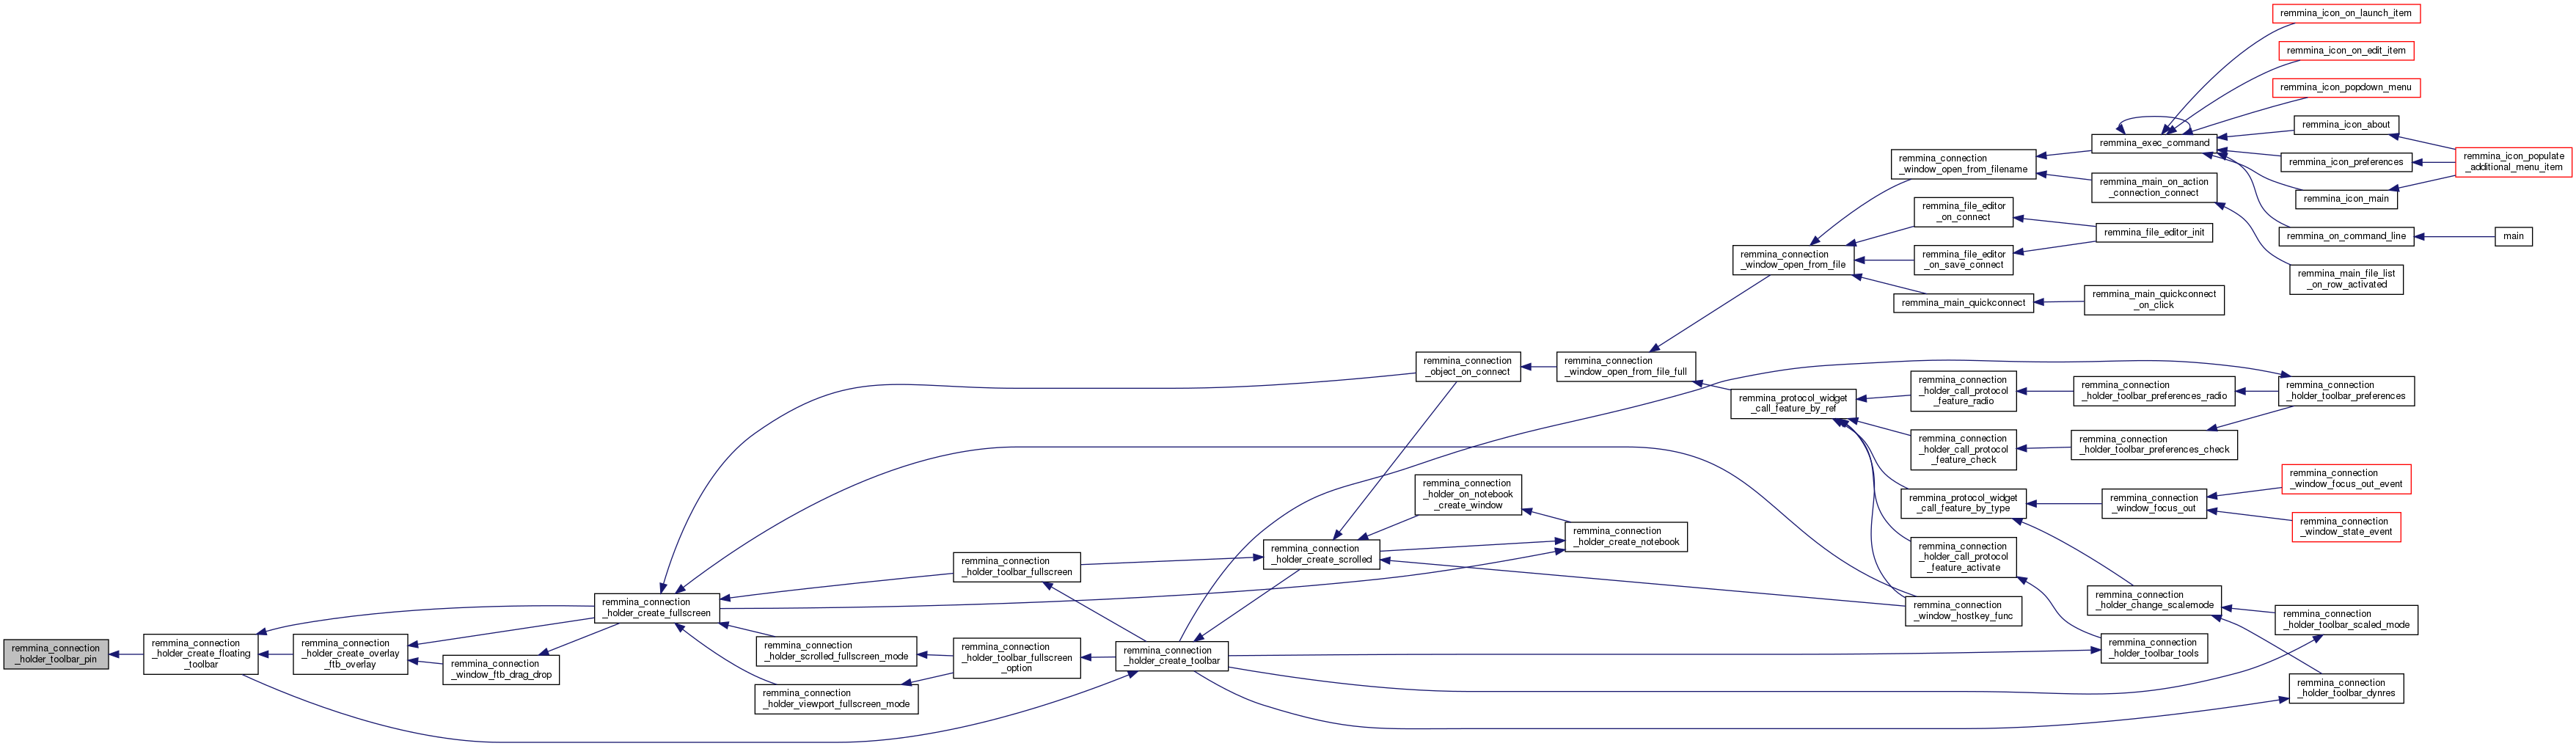 remmina_connection
_holder_toolbar_pin
remmina_connection
_holder_create_floating
_toolbar
remmina_connection
_holder_create_overlay
_ftb_overlay
remmina_connection
_window_ftb_drag_drop
remmina_connection
_holder_create_fullscreen
remmina_connection
_holder_scrolled_fullscreen_mode
remmina_connection
_holder_viewport_fullscreen_mode
remmina_connection
_holder_toolbar_fullscreen
remmina_connection
_holder_toolbar_fullscreen
_option
remmina_connection
_holder_create_toolbar
remmina_connection
_holder_create_scrolled
remmina_connection
_object_on_connect
remmina_connection
_holder_on_notebook
_create_window
remmina_connection
_holder_create_notebook
remmina_connection
_window_open_from_file_full
remmina_connection
_window_open_from_file
remmina_protocol_widget
_call_feature_by_ref
remmina_connection
_window_open_from_filename
remmina_file_editor
_on_connect
remmina_file_editor
_on_save_connect
remmina_main_quickconnect
remmina_connection
_holder_call_protocol
_feature_radio
remmina_connection
_holder_call_protocol
_feature_check
remmina_protocol_widget
_call_feature_by_type
remmina_connection
_holder_call_protocol
_feature_activate
remmina_connection
_window_hostkey_func
remmina_exec_command
remmina_main_on_action
_connection_connect
remmina_file_editor_init
remmina_main_quickconnect
_on_click
remmina_connection
_holder_toolbar_preferences_radio
remmina_connection
_holder_toolbar_preferences_check
remmina_connection
_window_focus_out
remmina_connection
_holder_change_scalemode
remmina_connection
_holder_toolbar_tools
remmina_icon_on_launch_item
remmina_icon_on_edit_item
remmina_icon_popdown_menu
remmina_icon_about
remmina_icon_preferences
remmina_icon_main
remmina_on_command_line
remmina_main_file_list
_on_row_activated
remmina_connection
_holder_toolbar_preferences
remmina_connection
_window_focus_out_event
remmina_connection
_window_state_event
remmina_connection
_holder_toolbar_scaled_mode
remmina_connection
_holder_toolbar_dynres
remmina_icon_populate
_additional_menu_item
main